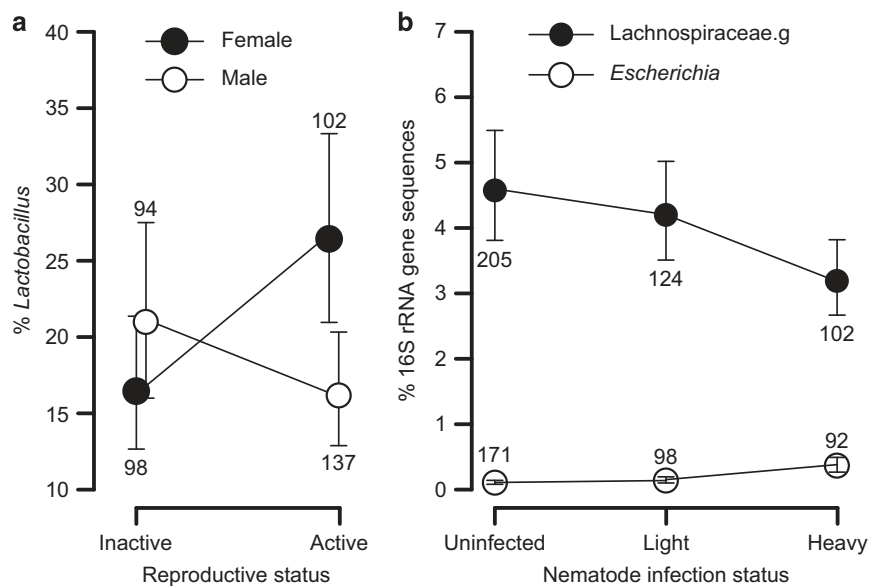 a
40
35
30
25
20
15
10
% Lactobacillus
Female
Male
94
102
98
137
Inactive
Active
Reproductive status
b
7
6
5
4
3
2
1
0
% 16S rRNA gene sequences
Lachnospiraceae.g
Escherichia
205
124
102
171
98
92
Uninfected
Light
Heavy
Nematode infection status